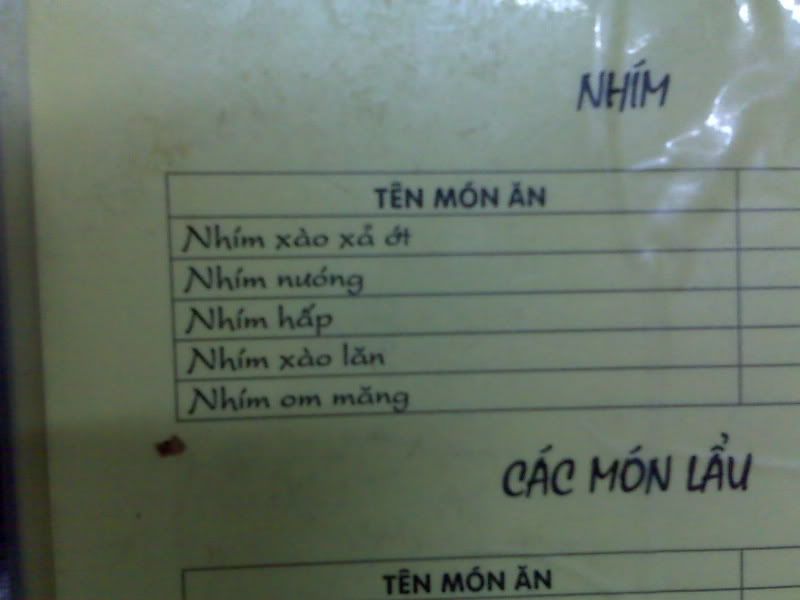 NHÍM
TÊN MÓN ĂN
Nhím xào xả ớt
Nhím nướng
Nhím hấp
Nhím xào lăn
Nhím om măng
CÁC MÓN LẨU
TÊN MÓN ĂN